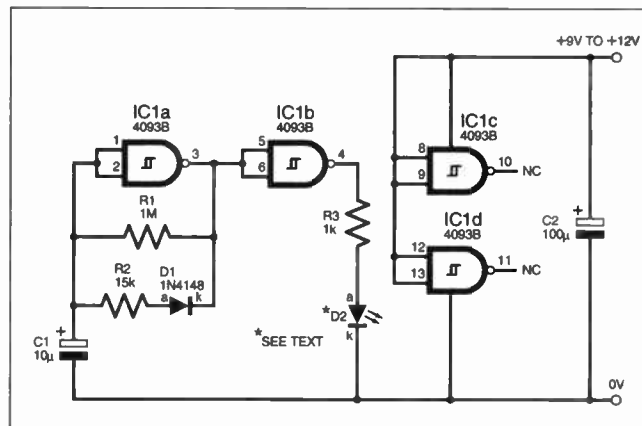 +9V TO +12V
IC1a
4093B
IC1b
4093B
IC1c
4093B
1
2
3
5
6
4
8
9
10
NC
R1
1M
R2
15k
D1
1N4148
a
k
R3
1k
IC1d
4093B
12
13
11
NC
+
C2
100μ
+
C1
10μ
a
*D2
k
*SEE TEXT
0V